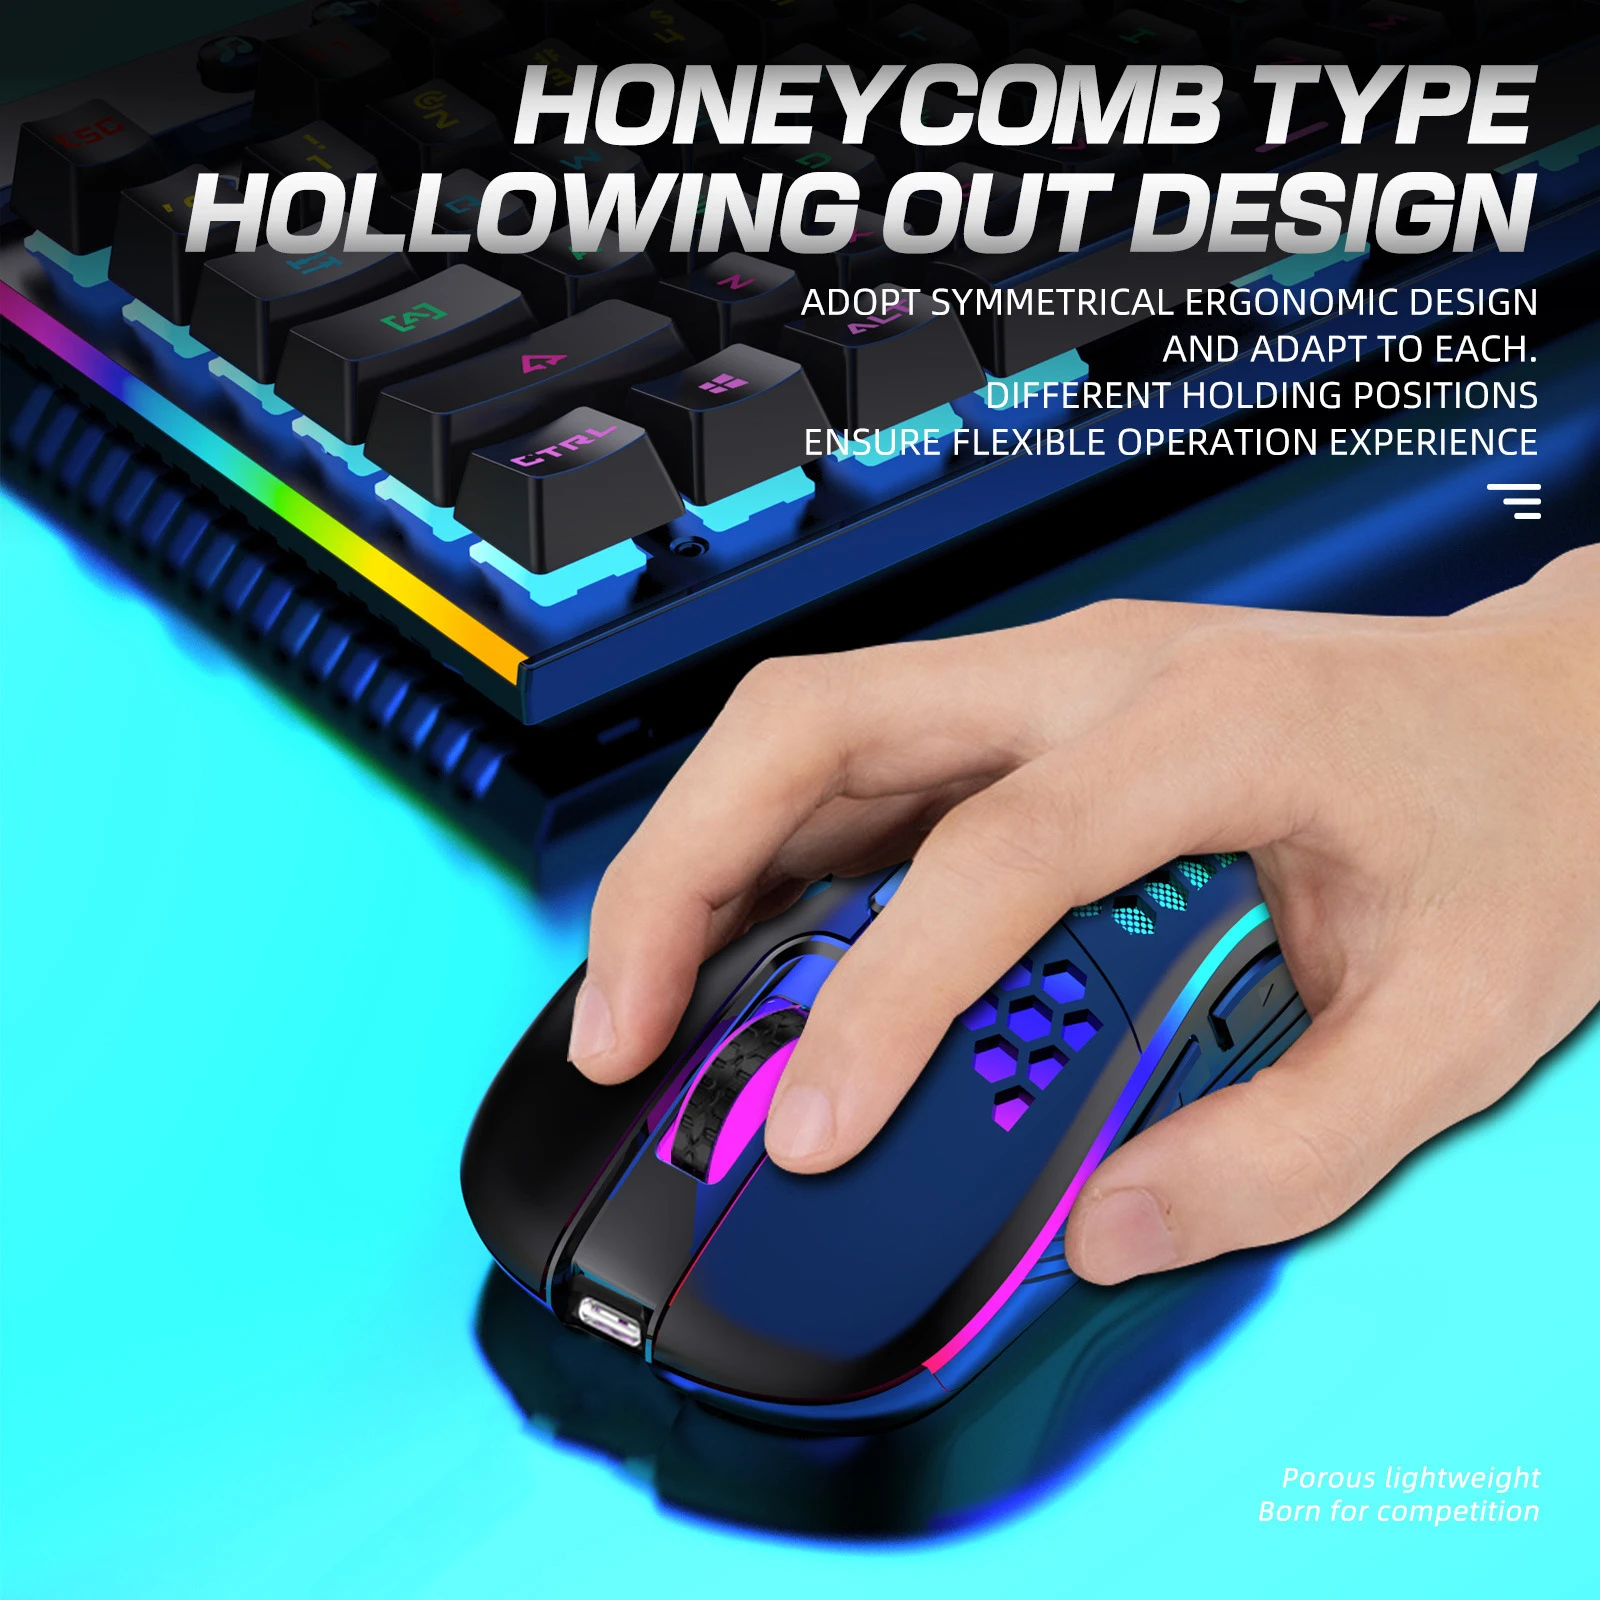 HONEYCOMB TYPE
HOLLOWING OUT DESIGN
ADOPT SYMMETRICAL ERGONOMIC DESIGN
AND ADAPT TO EACH.
DIFFERENT HOLDING POSITIONS
ENSURE FLEXIBLE OPERATION EXPERIENCE
ESC
[A]
N
ALT
CTRL
Porous lightweight
Born for competition